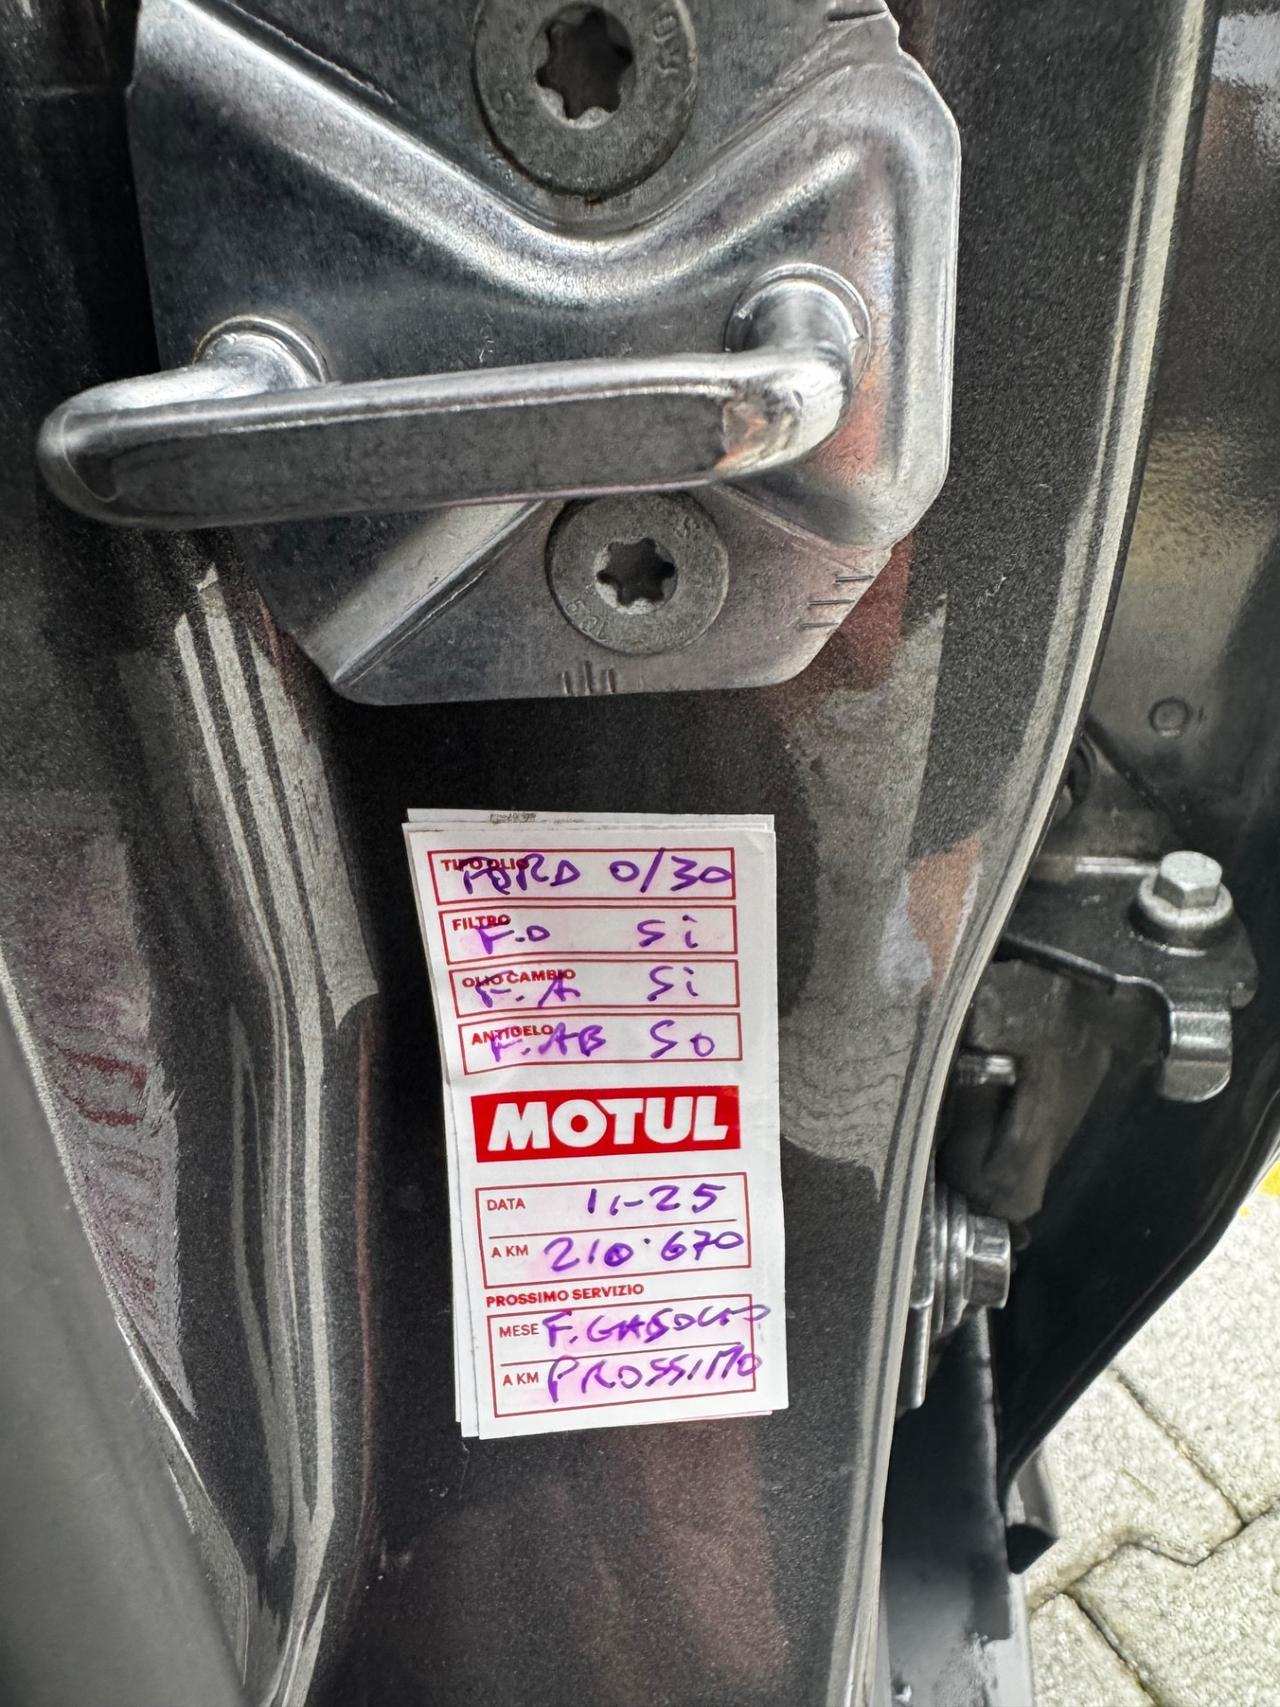 TIPO OLIO FORD 0/30
FILTRO F.O Si
OLIO CAMBIO F.A Si
ANTIGELO F.AB SO
MOTUL
DATA 11-25
A KM 210.670
PROSSIMO SERVIZIO
MESE F. GASOLIO
A KM PROSSIMO